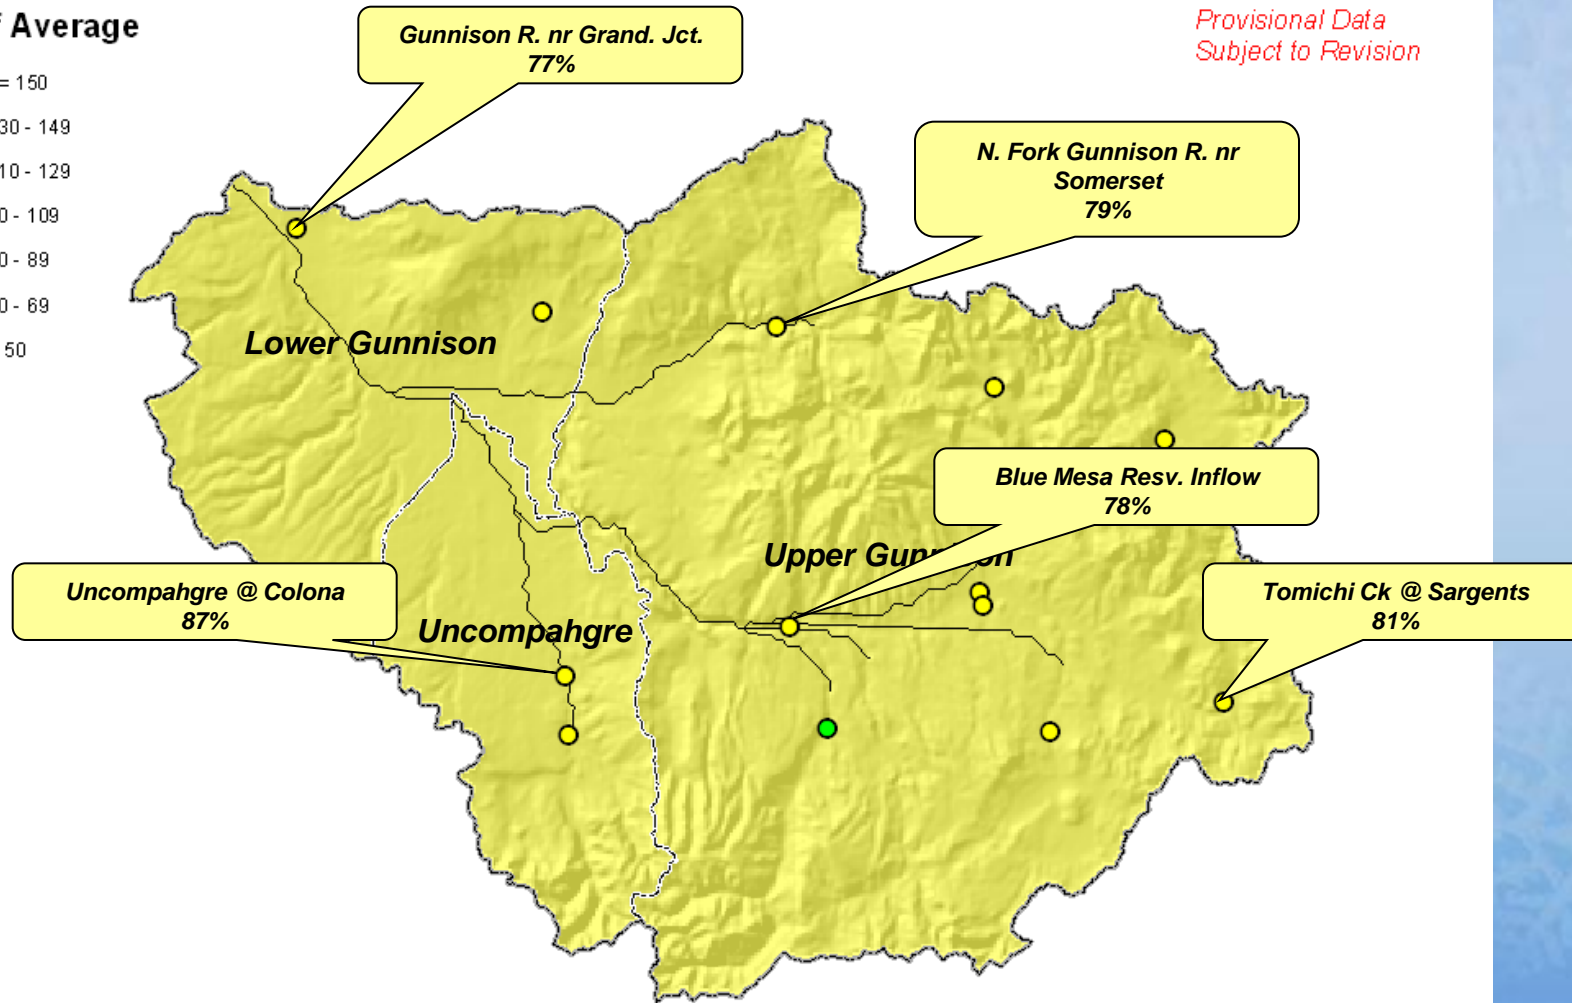 Average
Gunnison R. nr Grand. Jct.
77%
Provisional Data
Subject to Revision
= 150
30 - 149
10 - 129
0 - 109
0 - 89
0 - 69
50
N. Fork Gunnison R. nr
Somerset
79%
Lower Gunnison
Blue Mesa Resv. Inflow
78%
Upper Gunnison
Uncompahgre @ Colona
87%
Uncompahgre
Tomichi Ck @ Sargents
81%